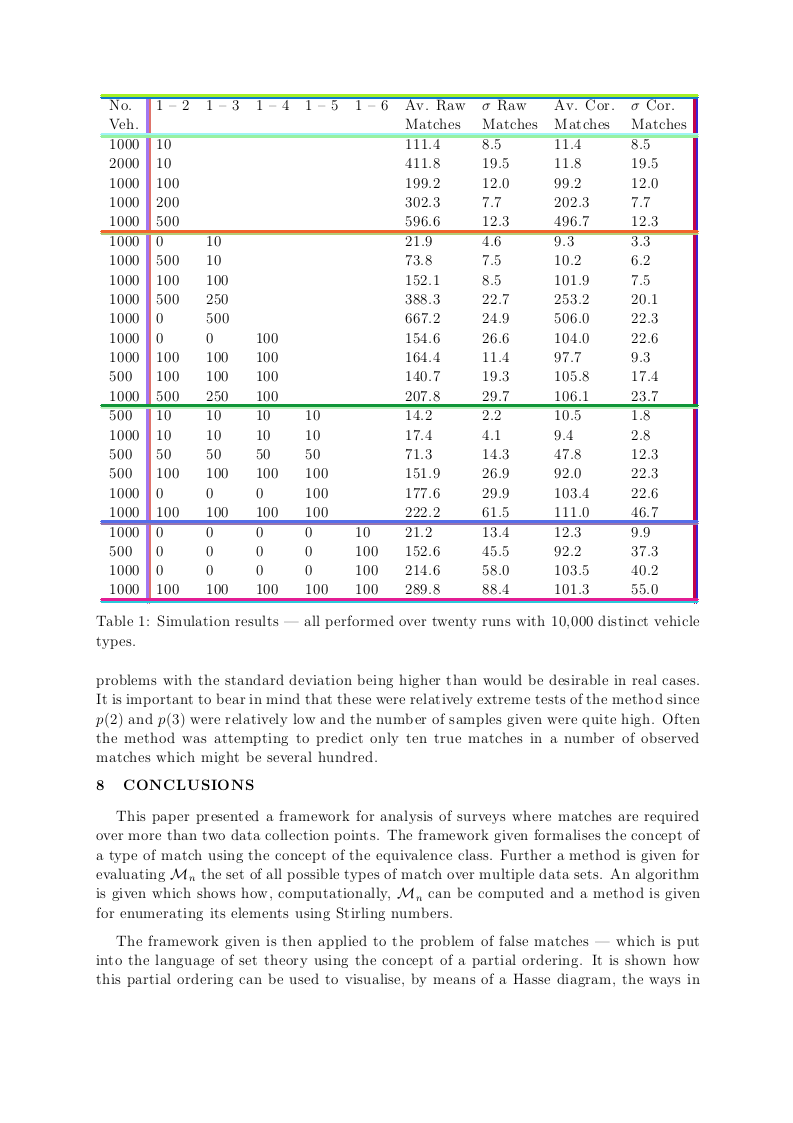 No. 1 – 2 1 – 3 1 – 4 1 – 5 1 – 6 Av. Raw σ Raw Av. Cor. σ Cor.
Veh. Matches Matches Matches Matches
1000 10 111.4 8.5 11.4 8.5
2000 10 411.8 19.5 11.8 19.5
1000 100 199.2 12.0 99.2 12.0
1000 200 302.3 7.7 202.3 7.7
1000 500 596.6 12.3 496.7 12.3
1000 0 10 21.9 4.6 9.3 3.3
1000 500 10 73.8 7.5 10.2 6.2
1000 100 100 152.1 8.5 101.9 7.5
1000 500 250 388.3 22.7 253.2 20.1
1000 0 500 667.2 24.9 506.0 22.3
1000 0 0 100 154.6 26.6 104.0 22.6
1000 100 100 100 164.4 11.4 97.7 9.3
500 100 100 100 140.7 19.3 105.8 17.4
1000 500 250 100 207.8 29.7 106.1 23.7
500 10 10 10 10 14.2 2.2 10.5 1.8
1000 10 10 10 10 17.4 4.1 9.4 2.8
500 50 50 50 50 71.3 14.3 47.8 12.3
500 100 100 100 100 151.9 26.9 92.0 22.3
1000 0 0 0 100 177.6 29.9 103.4 22.6
1000 100 100 100 100 222.2 61.5 111.0 46.7
1000 0 0 0 0 10 21.2 13.4 12.3 9.9
500 0 0 0 0 100 152.6 45.5 92.2 37.3
1000 0 0 0 0 100 214.6 58.0 103.5 40.2
1000 100 100 100 100 100 289.8 88.4 101.3 55.0
Table 1: Simulation results — all performed over twenty runs with 10,000 distinct vehicle
types.
problems with the standard deviation being higher than would be desirable in real cases.
It is important to bear in mind that these were relatively extreme tests of the method since
p(2) and p(3) were relatively low and the number of samples given were quite high. Often
the method was attempting to predict only ten true matches in a number of observed
matches which might be several hundred.
8 CONCLUSIONS
This paper presented a framework for analysis of surveys where matches are required
over more than two data collection points. The framework given formalises the concept of
a type of match using the concept of the equivalence class. Further a method is given for
evaluating ℳₙ the set of all possible types of match over multiple data sets. An algorithm
is given which shows how, computationally, ℳₙ can be computed and a method is given
for enumerating its elements using Stirling numbers.
The framework given is then applied to the problem of false matches — which is put
into the language of set theory using the concept of a partial ordering. It is shown how
this partial ordering can be used to visualise, by means of a Hasse diagram, the ways in